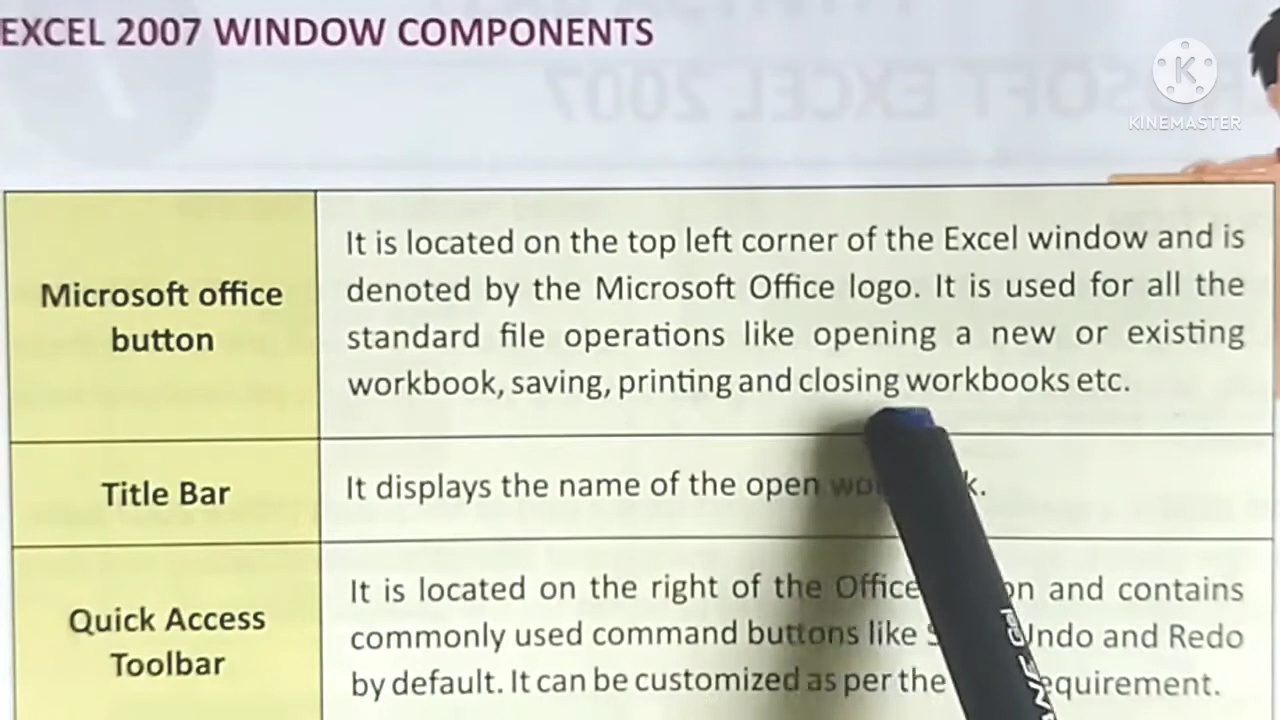 EXCEL 2007 WINDOW COMPONENTS
KINEMASTER
Microsoft office
button
It is located on the top left corner of the Excel window and is
denoted by the Microsoft Office logo. It is used for all the
standard file operations like opening a new or existing
workbook, saving, printing and closing workbooks etc.
Title Bar
It displays the name of the open
Quick Access
Toolbar
It is located on the right of the Office and contains
commonly used command buttons like and Redo
by default. It can be customized as per the